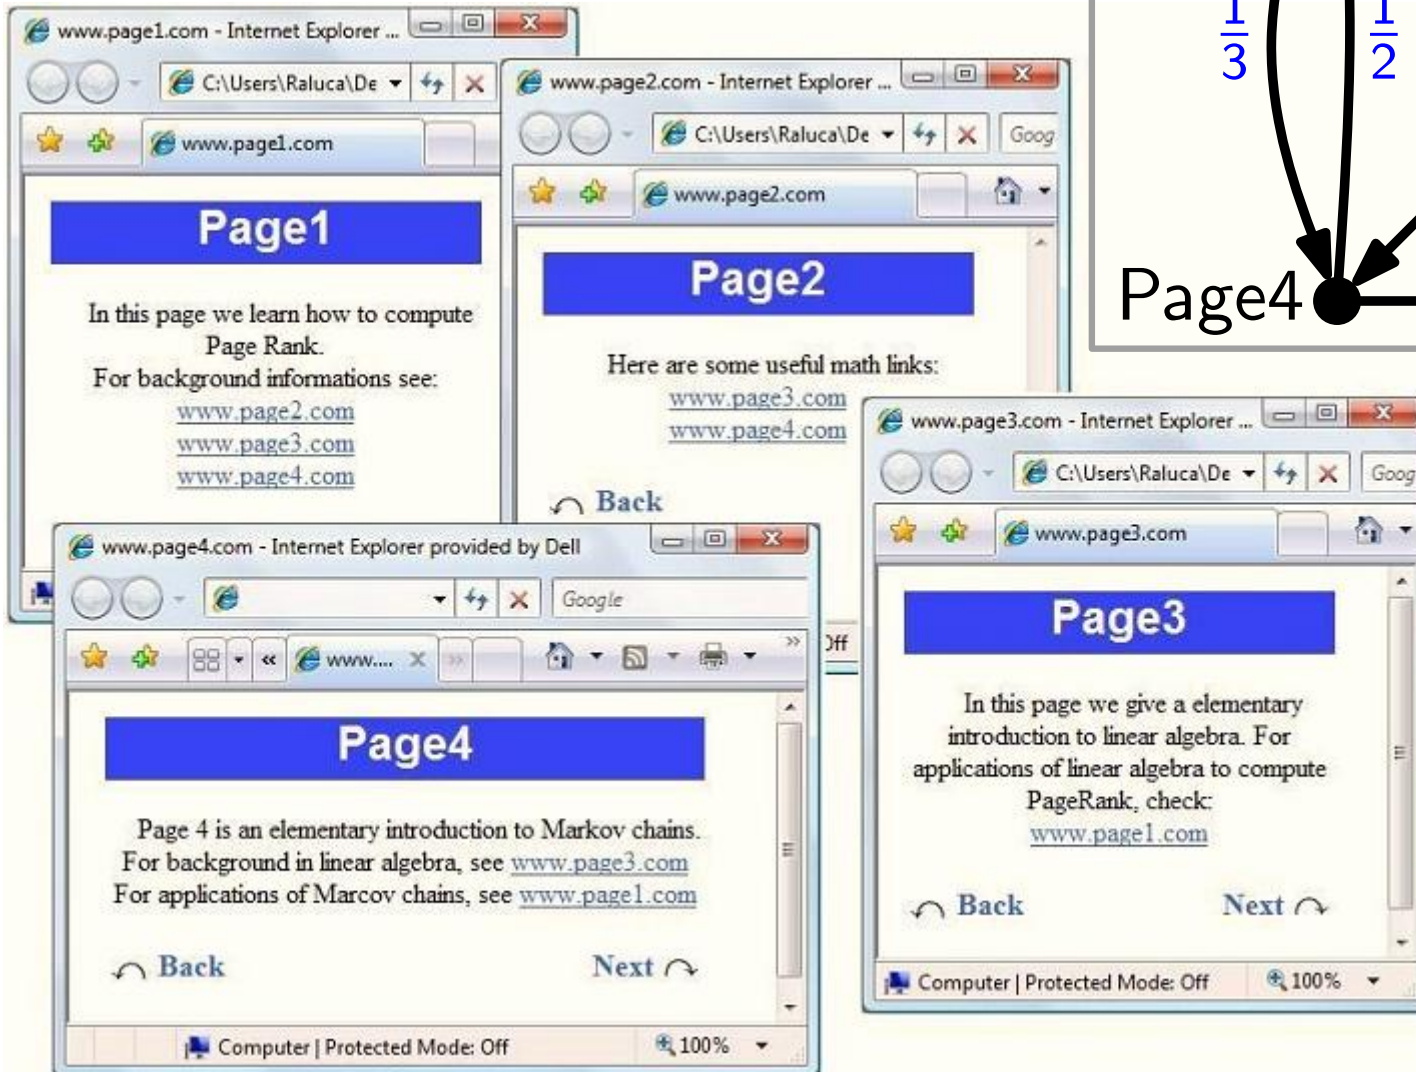 www.page1.com - Internet Explorer ...
C:\Users\Raluca\De
www.page1.com
Page1
In this page we learn how to compute
Page Rank.
For background informations see:
www.page2.com
www.page3.com
www.page4.com
www.page2.com - Internet Explorer ...
C:\Users\Raluca\De
Goog
www.page2.com
Page2
Here are some useful math links:
www.page3.com
www.page4.com
Back
Off
1
3
1
2
Page4
www.page3.com - Internet Explorer ...
C:\Users\Raluca\De
Goog
www.page3.com
Page3
In this page we give a elementary
introduction to linear algebra. For
applications of linear algebra to compute
PageRank, check:
www.page1.com
Back Next
Computer | Protected Mode: Off 100%
www.page4.com - Internet Explorer provided by Dell
Google
www....
Page4
Page 4 is an elementary introduction to Markov chains.
For background in linear algebra, see www.page3.com
For applications of Marcov chains, see www.page1.com
Back Next
Computer | Protected Mode: Off 100%